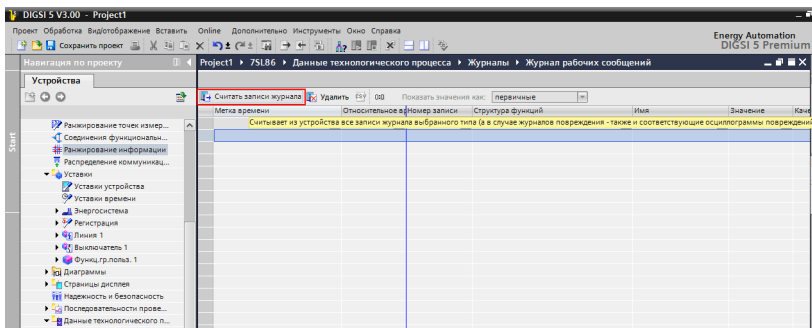 DIGSI 5 V3.00 - Project1
Проект Обработка Вид/отображение Вставить Online Дополнительно Инструменты Окно Справка
Energy Automation
DIGSI 5 Premium
Сохранить проект
Навигация по проекту
Project1 7SL86 Данные технологического процесса Журналы Журнал рабочих сообщений
Устройства
Считать записи журнала Удалить Показать значения как: первичные
Метка времени Относительное в Номер записи Структура функций Имя Значение Каче
Считывает из устройства все записи журнала выбранного типа (а в случае журналов повреждения - также и соответствующие осциллограммы повреждений
Start
Ранжирование точек измер...
Соединения функциональн...
Ранжирование информации
Распределение коммуникац...
Уставки
Уставки устройства
Уставки времени
Энергосистема
Регистрация
Линия 1
Выключатель 1
Функц.гр.польз. 1
Диаграммы
Страницы дисплея
Надежность и безопасность
Последовательности прове...
Данные технологического п...